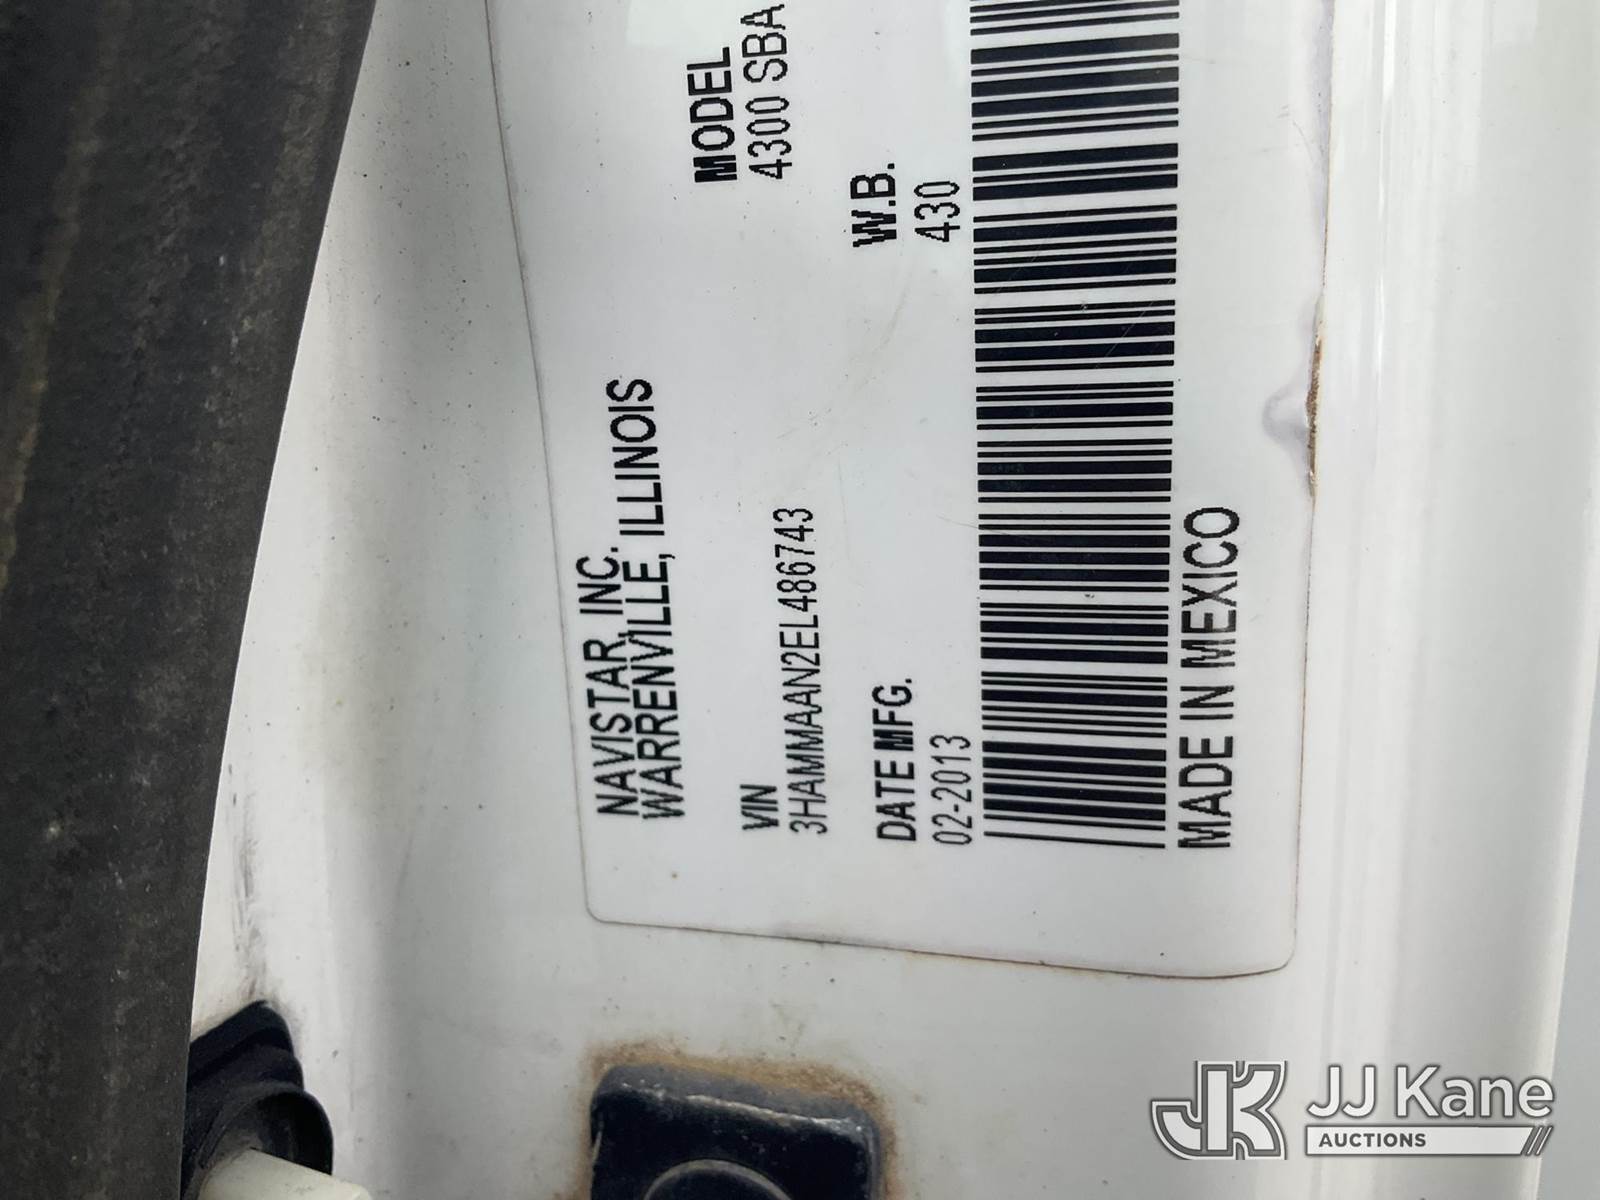 NAVISTAR, INC.
WARRENVILLE, ILLINOIS
MODEL
4300 SBA
VIN
3HAMMAAN2EL486743
W.B.
430
DATE MFG.
02-2013
MADE IN MEXICO
JK JJ Kane
AUCTIONS